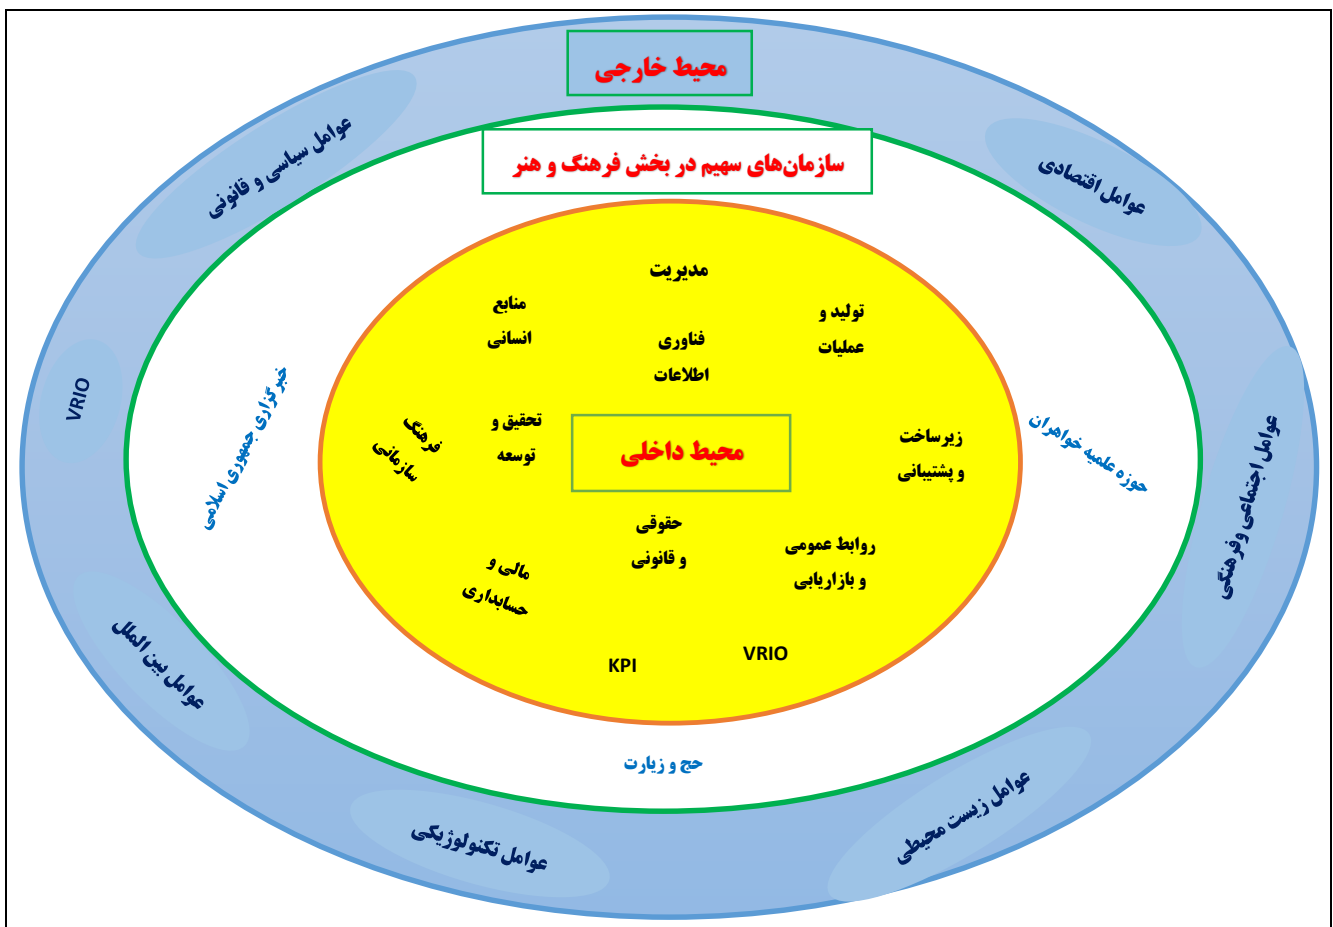 محیط خارجی
عوامل سیاسی و قانونی
عوامل اقتصادی
سازمان‌های سهیم در بخش فرهنگ و هنر
مدیریت
منابع
انسانی
تولید و
عملیات
فناوری
اطلاعات
VRIO
خبرگزاری جمهوری اسلامی
فرهنگ
سازمانی
تحقیق و
توسعه
محیط داخلی
زیرساخت
و پشتیبانی
حوزه علمیه خواهران
عوامل اجتماعی وفرهنگی
حقوقی
و قانونی
روابط عمومی
و بازاریابی
مالی و
حسابداری
KPI
VRIO
عوامل بین الملل
حج و زیارت
عوامل تکنولوژیکی
عوامل زیست محیطی